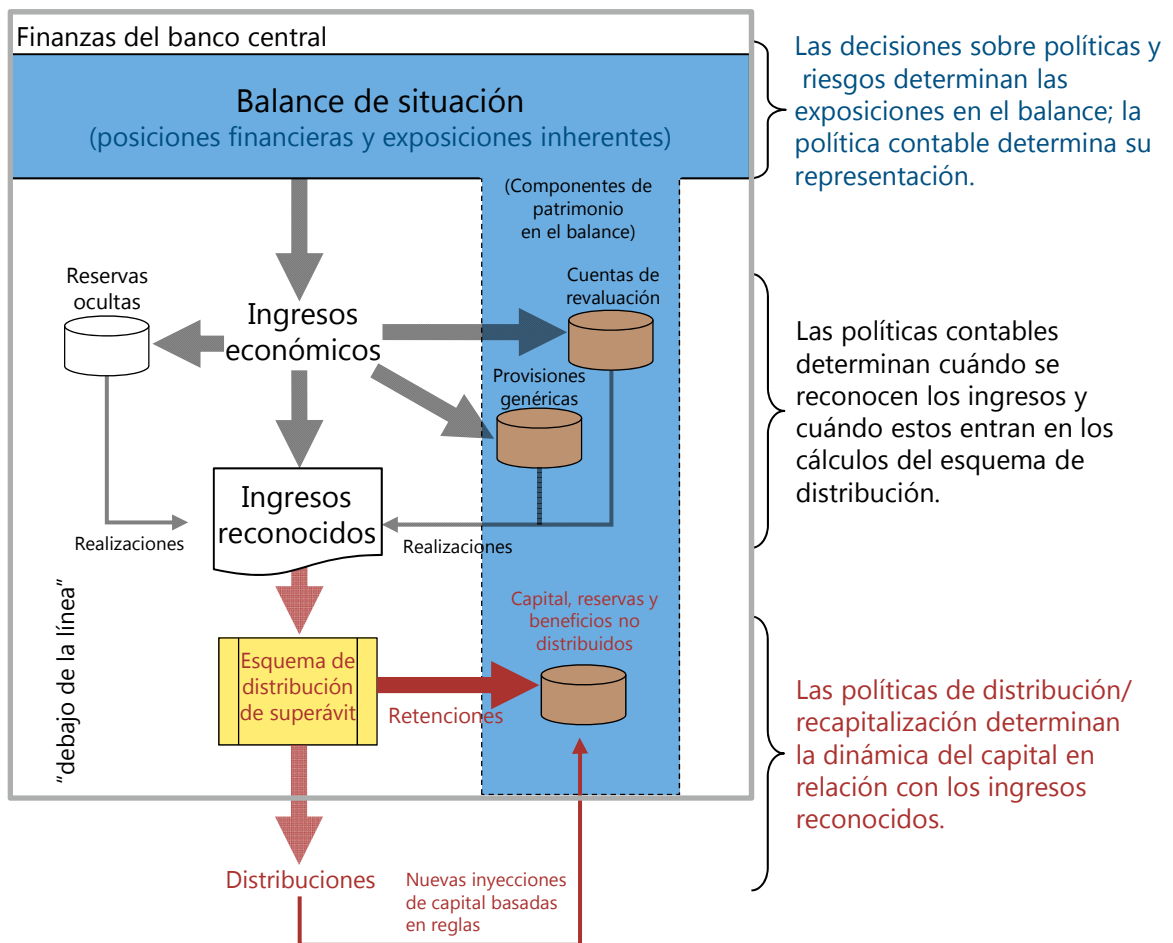 Finanzas del banco central
Balance de situación
(posiciones financieras y exposiciones inherentes)
Las decisiones sobre políticas y
riesgos determinan las
exposiciones en el balance; la
política contable determina su
representación.
(Componentes de
patrimonio
en el balance)
Reservas
ocultas
Ingresos
económicos
Cuentas de
revaluación
Provisiones
genéricas
Las políticas contables
determinan cuándo se
reconocen los ingresos y
cuándo estos entran en los
cálculos del esquema de
distribución.
Ingresos
reconocidos
Realizaciones
Realizaciones
"debajo de la línea"
Esquema de
distribución
de superávit
Retenciones
Capital, reservas y
beneficios no
distribuidos
Las políticas de distribución/
recapitalización determinan
la dinámica del capital en
relación con los ingresos
reconocidos.
Distribuciones
Nuevas inyecciones
de capital basadas
en reglas